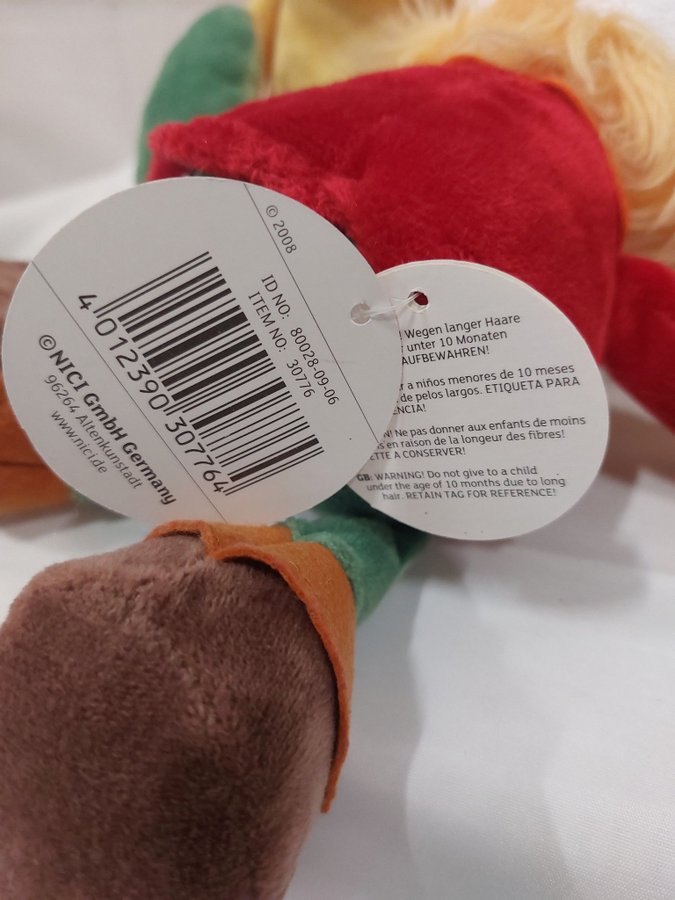 © 2008
ID NO: 80028-09-06
ITEM NO: 30776
4 012390 307764
© NICI GmbH Germany
96264 Altenkunstadt
www.nici.de
! Wegen langer Haare
unter 10 Monaten
AUFBEWAHREN!
a niños menores de 10 meses
de pelos largos. ETIQUETA PARA
! Ne pas donner aux enfants de moins
en raison de la longeur des fibres!
A CONSERVER!
GB: WARNING! Do not give to a child
under the age of 10 months due to long
hair. RETAIN TAG FOR REFERENCE!